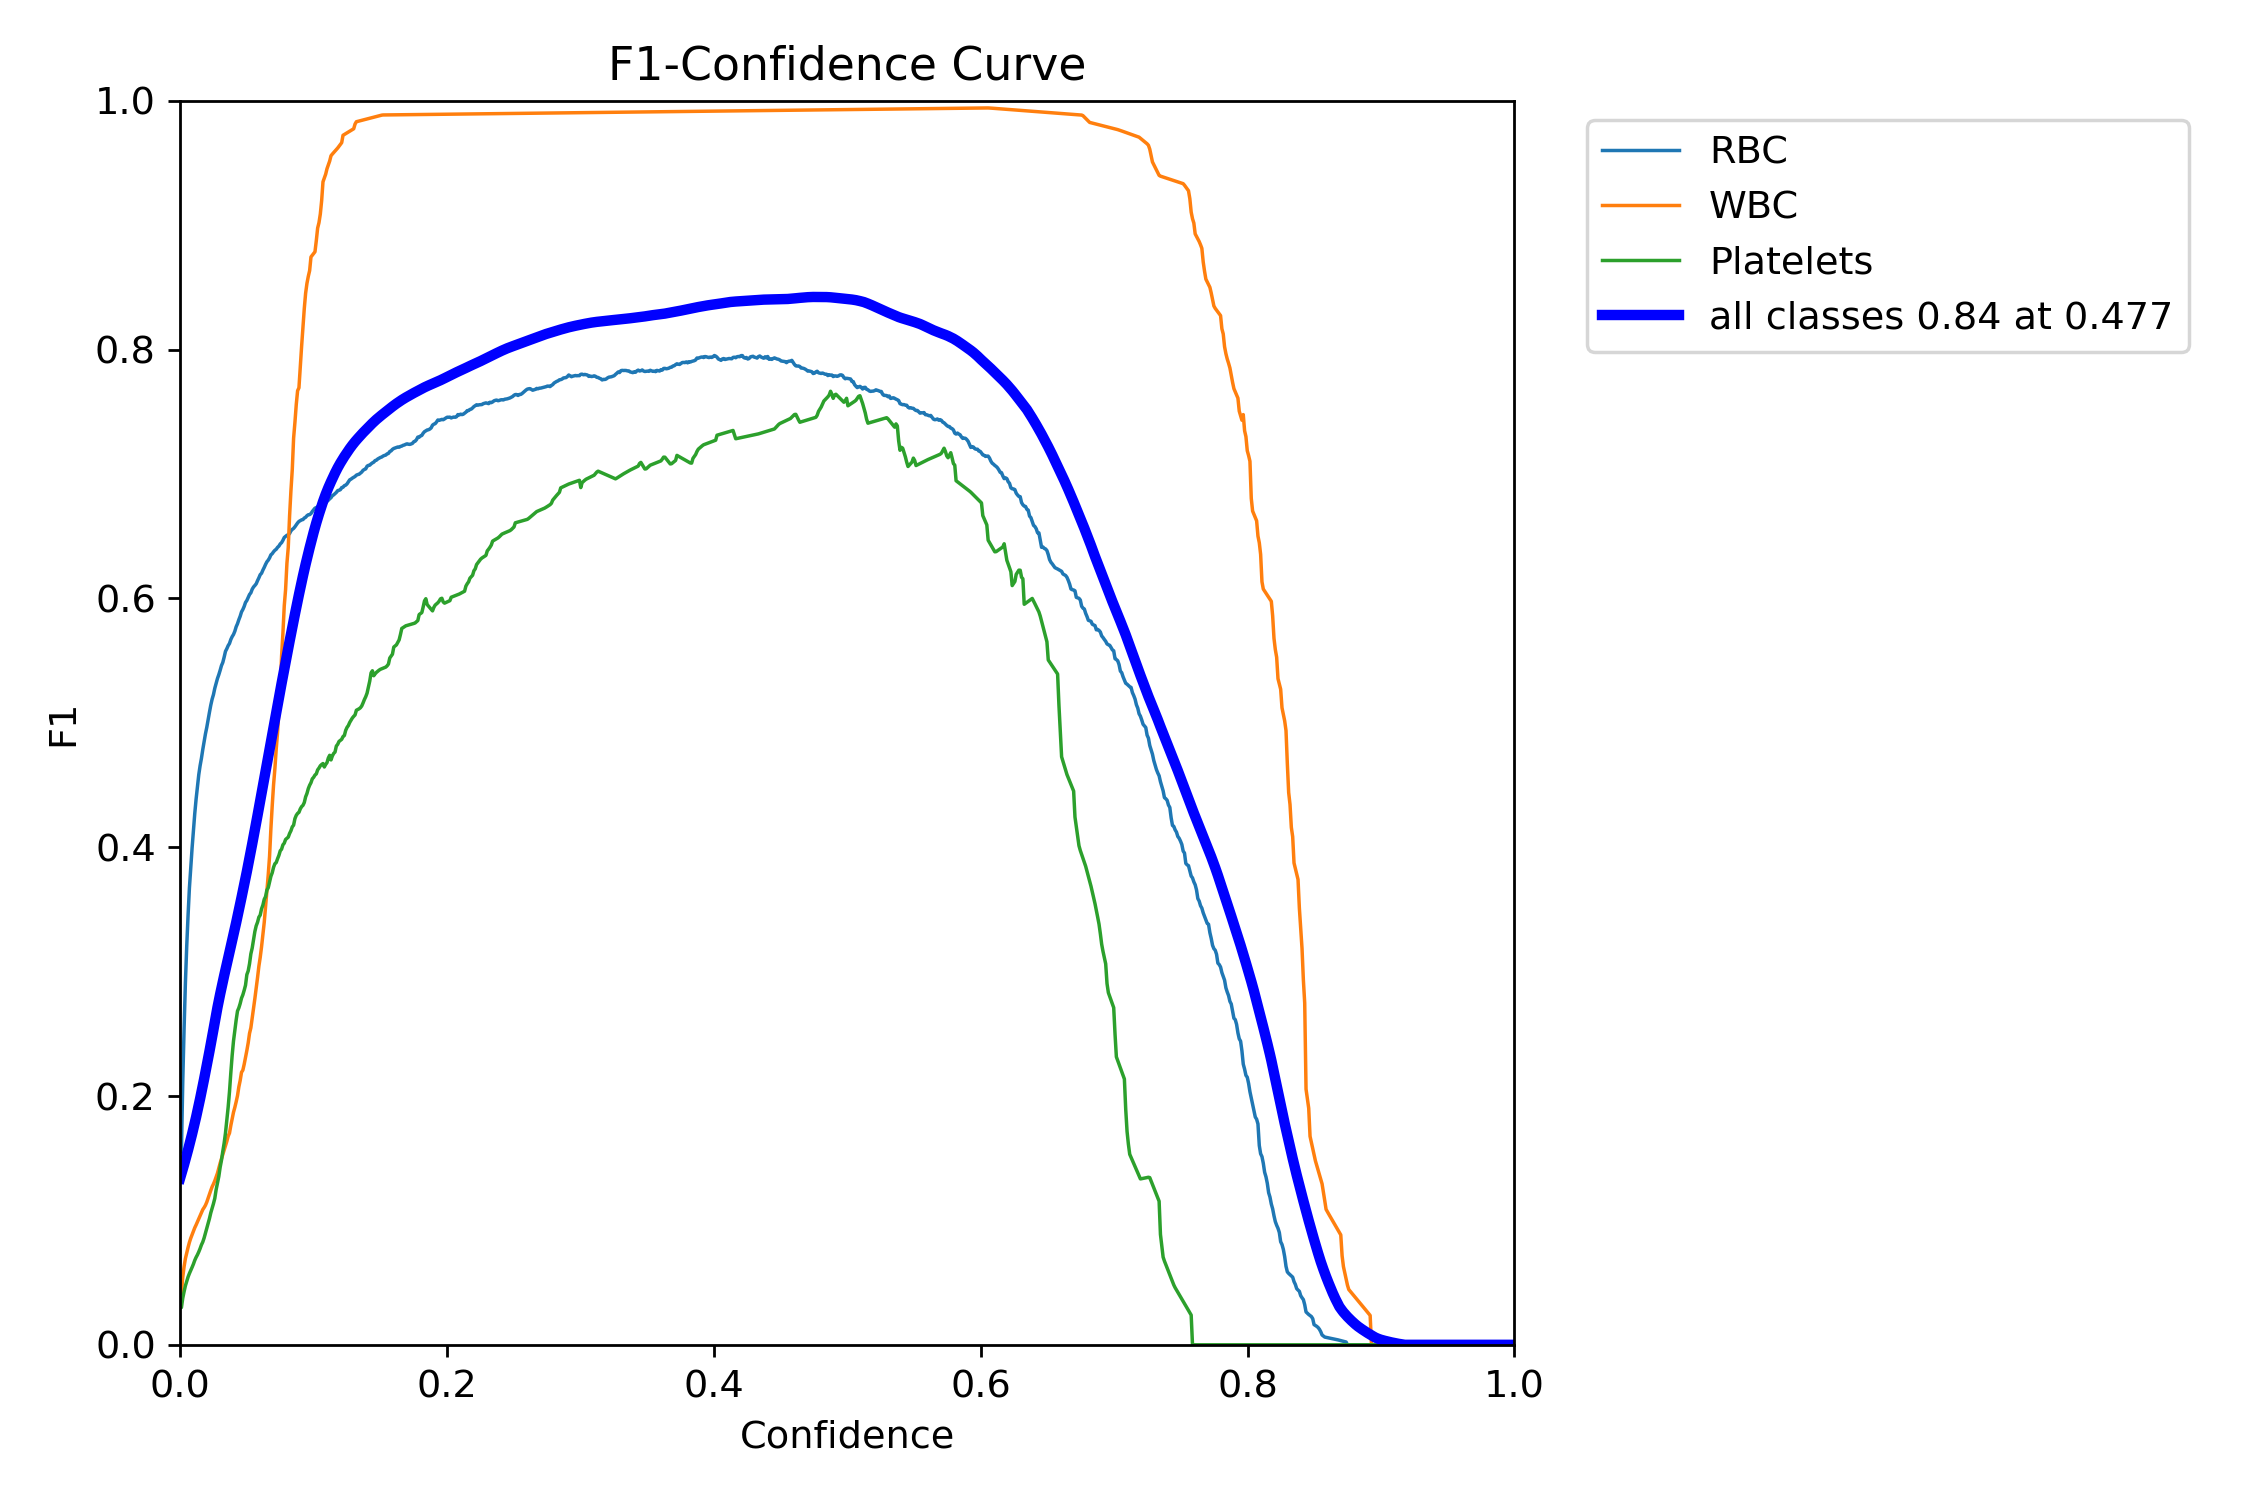 F1-Confidence Curve
1.0
0.8
0.6
0.4
0.2
0.0
F1
0.0 0.2 0.4 0.6 0.8 1.0
Confidence
RBC
WBC
Platelets
all classes 0.84 at 0.477